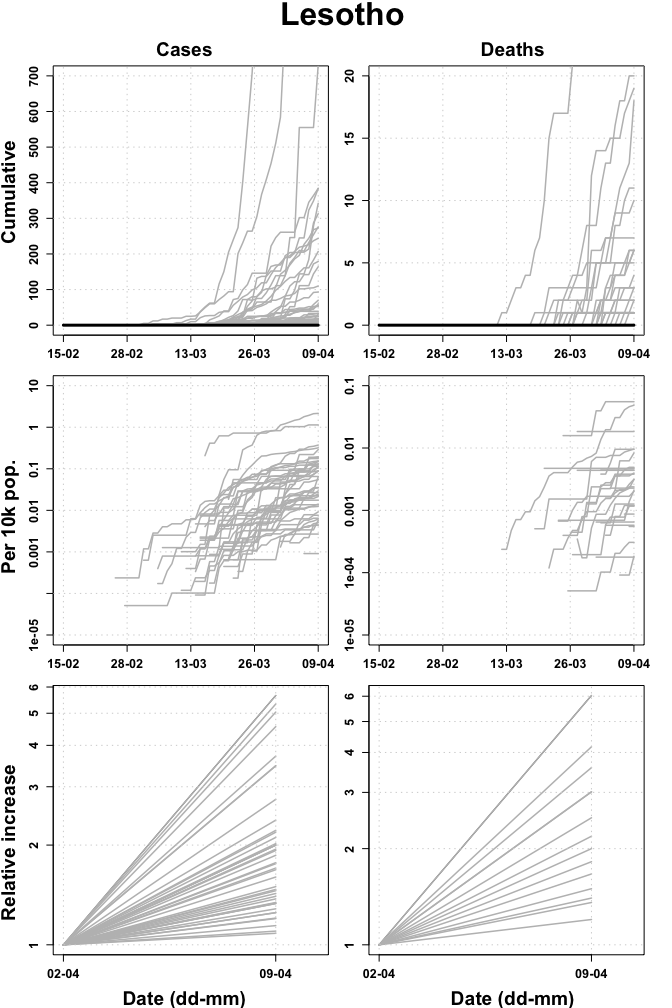 Lesotho
Cases
Deaths
Cumulative
700
600
500
400
300
200
100
0
15-02 28-02 13-03 26-03 09-04
20
15
10
5
0
15-02 28-02 13-03 26-03 09-04
Per 10k pop.
10
1
0.1
0.01
0.001
1e-05
15-02 28-02 13-03 26-03 09-04
0.1
0.01
0.001
1e-04
1e-05
15-02 28-02 13-03 26-03 09-04
Relative increase
6
5
4
3
2
1
02-04 09-04
6
5
4
3
2
1
02-04 09-04
Date (dd-mm)
Date (dd-mm)